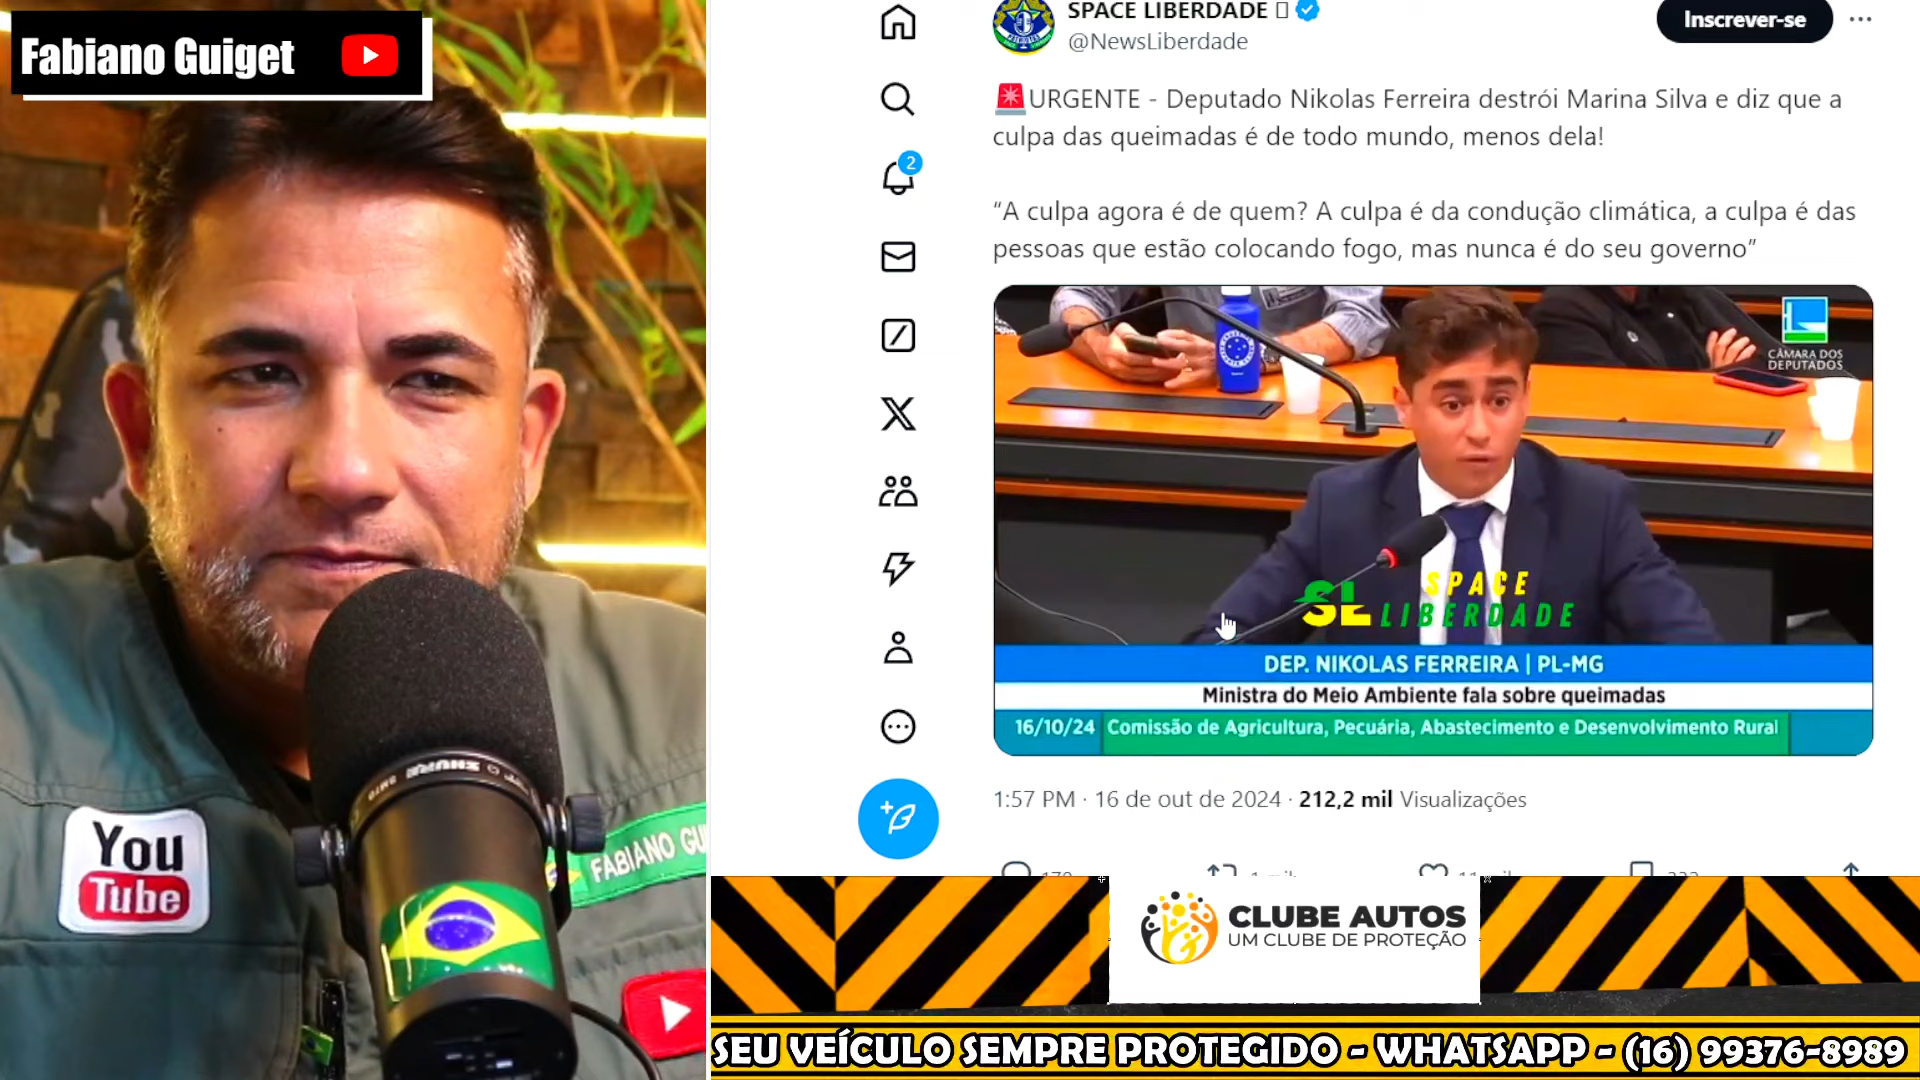 Fabiano Guiget
SPACE LIBERDADE
@NewsLiberdade
Inscrever-se
2
URGENTE - Deputado Nikolas Ferreira destrói Marina Silva e diz que a
culpa das queimadas é de todo mundo, menos dela!
“A culpa agora é de quem? A culpa é da condução climática, a culpa é das
pessoas que estão colocando fogo, mas nunca é do seu governo”
CÂMARA DOS
DEPUTADOS
SPACE
SL LIBERDADE
DEP. NIKOLAS FERREIRA | PL-MG
Ministra do Meio Ambiente fala sobre queimadas
16/10/24 Comissão de Agricultura, Pecuária, Abastecimento e Desenvolvimento Rural
1:57 PM · 16 de out de 2024 · 212,2 mil Visualizações
You
Tube
SHURE
FABIANO GU
CLUBE AUTOS
UM CLUBE DE PROTEÇÃO
SEU VEÍCULO SEMPRE PROTEGIDO - WHATSAPP - (16) 99376-8989